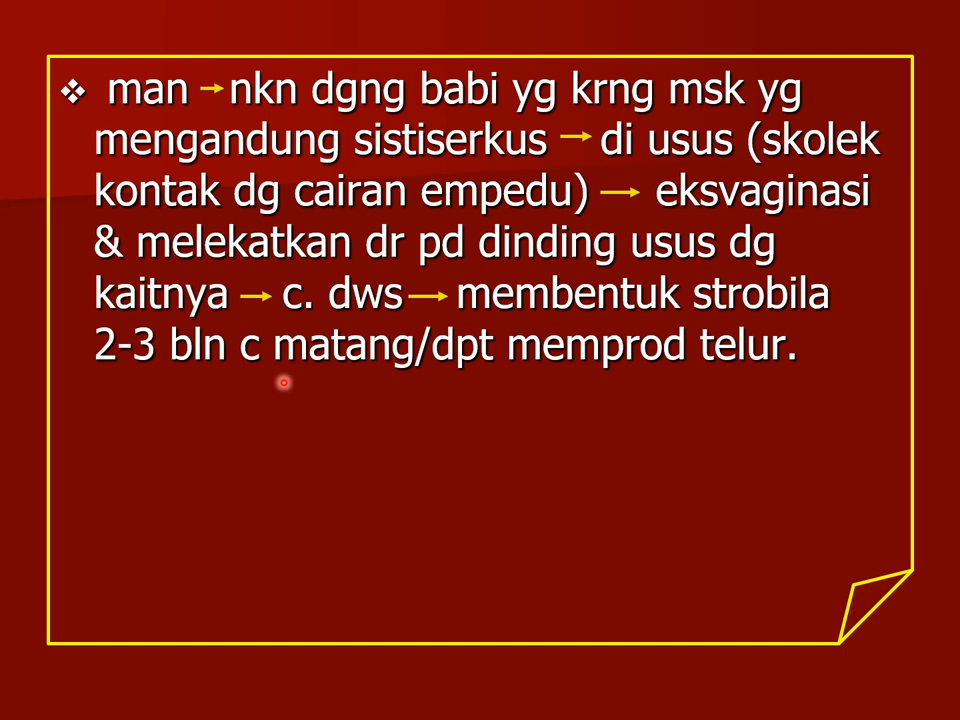 ❖ man → nkn dgng babi yg krng msk yg
mengandung sistiserkus → di usus (skolek
kontak dg cairan empedu) → eksvaginasi
& melekatkan dr pd dinding usus dg
kaitnya → c. dws → membentuk strobila
2-3 bln c matang/dpt memprod telur.